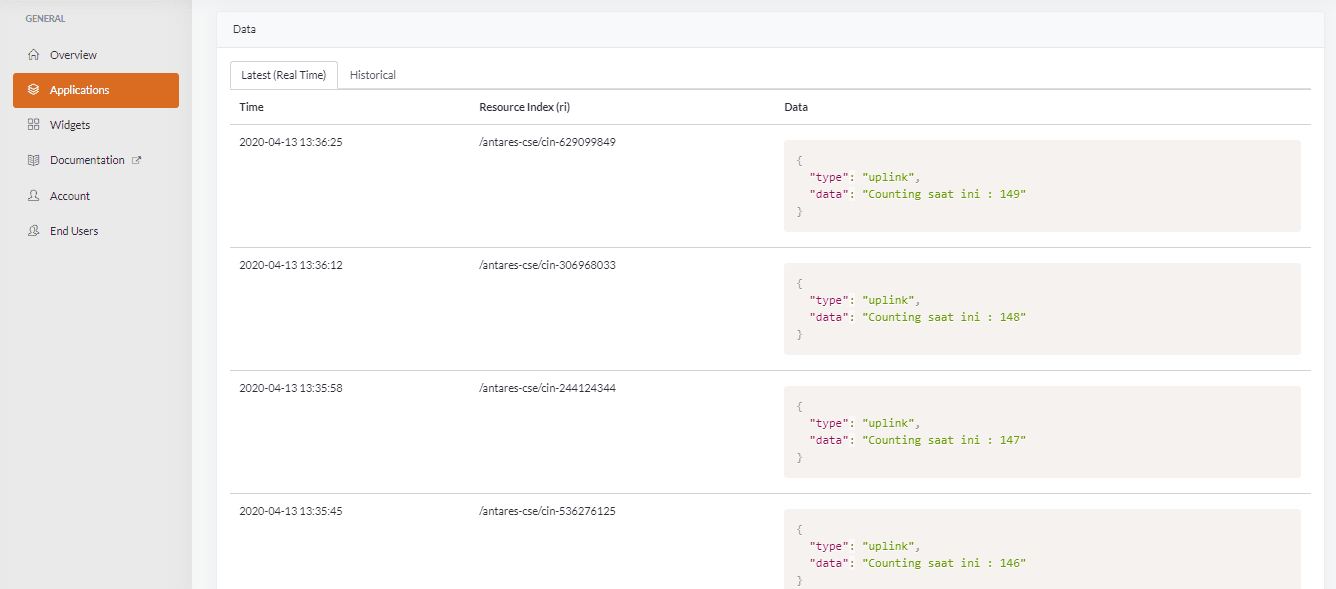 GENERAL
Overview
Applications
Widgets
Documentation
Account
End Users
Data
Latest (Real Time) Historical
Time Resource Index (ri) Data
2020-04-13 13:36:25 /antares-cse/cin-629099849
{
"type": "uplink",
"data": "Counting saat ini : 149"
}
2020-04-13 13:36:12 /antares-cse/cin-306968033
{
"type": "uplink",
"data": "Counting saat ini : 148"
}
2020-04-13 13:35:58 /antares-cse/cin-244124344
{
"type": "uplink",
"data": "Counting saat ini : 147"
}
2020-04-13 13:35:45 /antares-cse/cin-536276125
{
"type": "uplink",
"data": "Counting saat ini : 146"
}